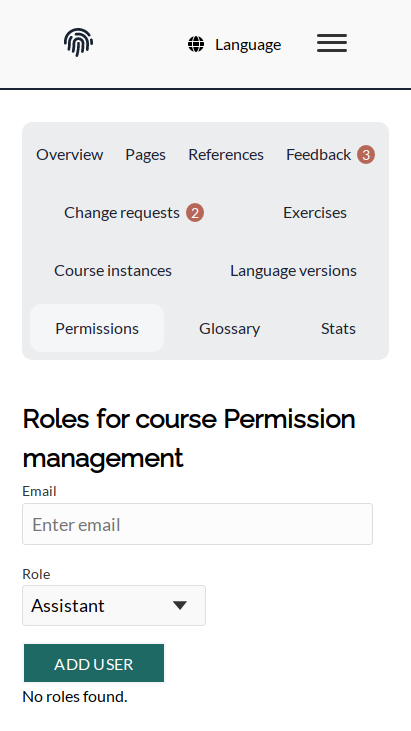 Language
Overview Pages References Feedback 3
Change requests 2 Exercises
Course instances Language versions
Permissions Glossary Stats
Roles for course Permission
management
Email
Enter email
Role
Assistant
ADD USER
No roles found.